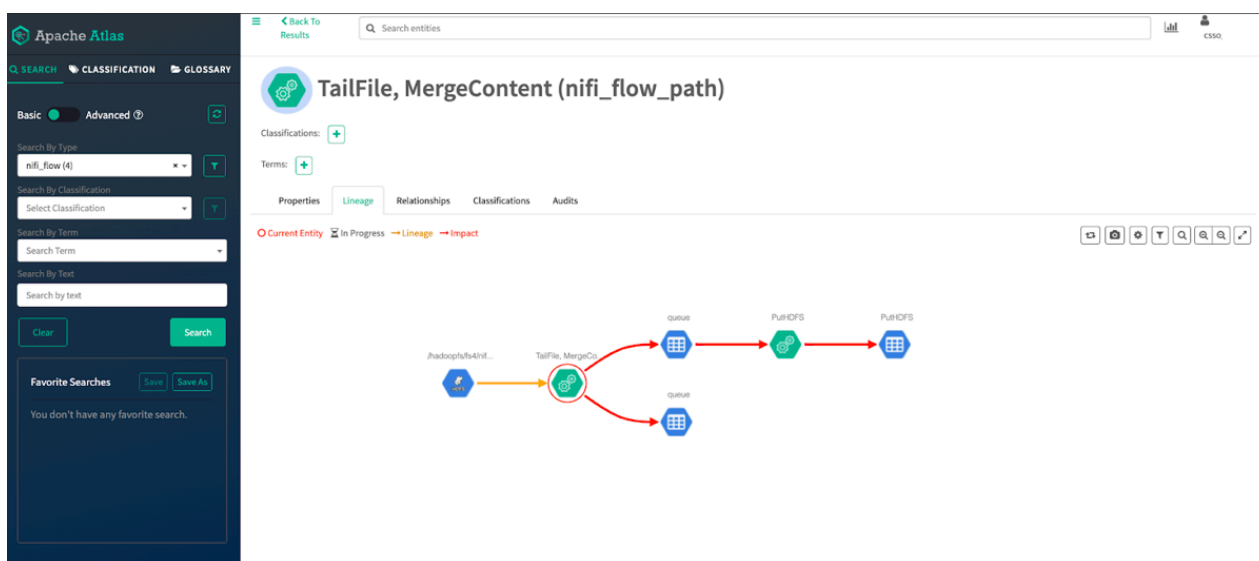 Apache Atlas
SEARCH CLASSIFICATION GLOSSARY
Basic Advanced
Search By Type
nifi_flow (4)
Search By Classification
Select Classification
Search By Term
Search Term
Search By Text
Search by text
Clear Search
Favorite Searches Save Save As
You don't have any favorite search.
Back To Results
Search entities
csso
TailFile, MergeContent (nifi_flow_path)
Classifications:
Terms:
Properties Lineage Relationships Classifications Audits
Current Entity In Progress Lineage Impact
/hadoopfs/fs4/nif...
TailFile, MergeCo...
queue
PutHDFS
PutHDFS
queue